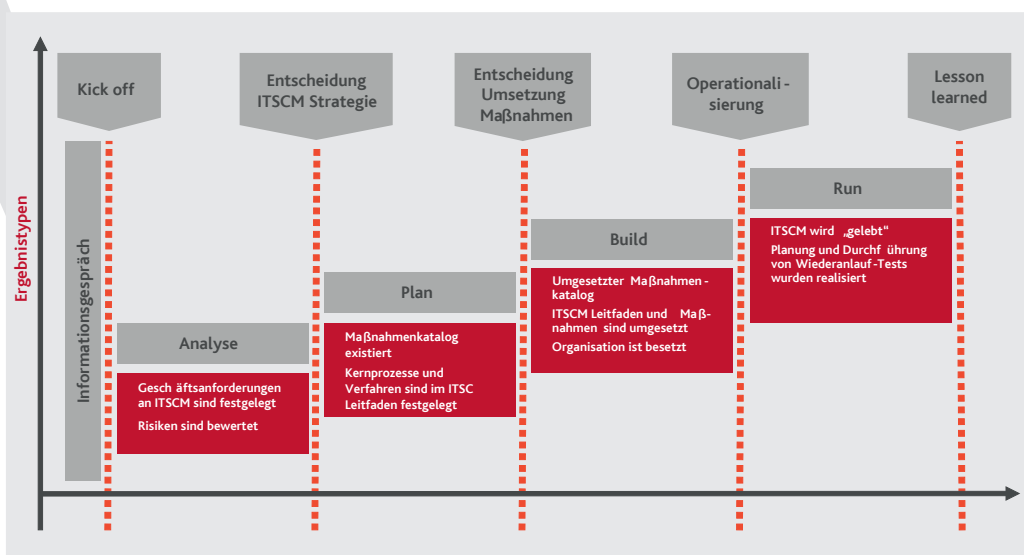 Kick off
Entscheidung
ITSCM Strategie
Entscheidung
Umsetzung
Maßnahmen
Operationali -
sierung
Lesson
learned
Ergebnistypen
Informationsgespräch
Analyse
Gesch äftsanforderungen
an ITSCM sind festgelegt
Risiken sind bewertet
Plan
Maßnahmenkatalog
existiert
Kernprozesse und
Verfahren sind im ITSC
Leitfaden festgelegt
Build
Umgesetzter Maßnahmen -
katalog
ITSCM Leitfaden und Maß-
nahmen sind umgesetzt
Organisation ist besetzt
Run
ITSCM wird „gelebt“
Planung und Durchf ührung
von Wiederanlauf -Tests
wurden realisiert